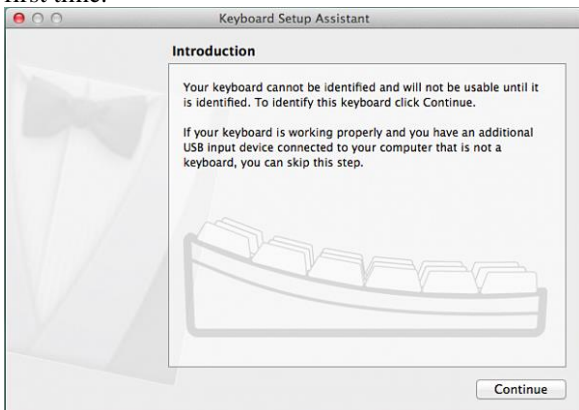 first time.
Keyboard Setup Assistant
Introduction
Your keyboard cannot be identified and will not be usable until it
is identified. To identify this keyboard click Continue.
If your keyboard is working properly and you have an additional
USB input device connected to your computer that is not a
keyboard, you can skip this step.
Continue